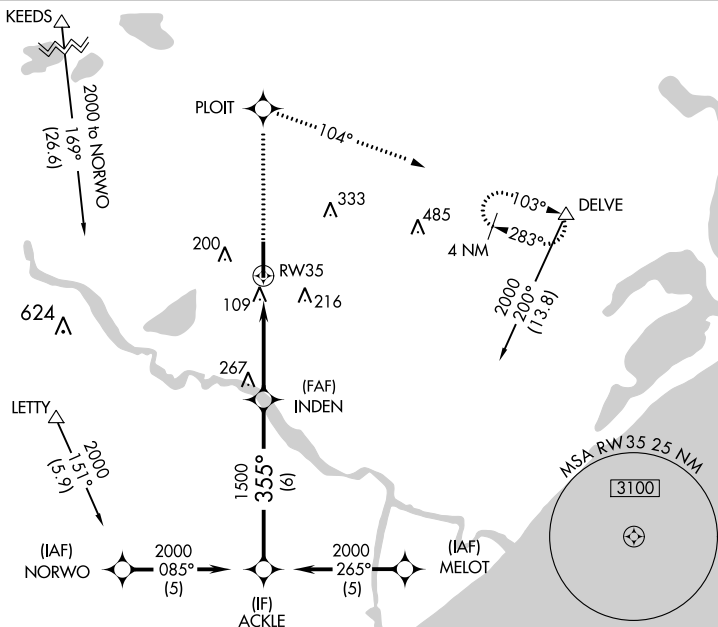 KEEDS
2000 to NORWO
169°
(26.6)
PLOIT
104°
333
485
103°
DELVE
283°
4 NM
200
RW35
109
216
2000
200°
(13.8)
624
267
(FAF)
INDEN
LETTY
2000
151°
(5.9)
1500
355°
(6)
MSA RW35 25 NM
3100
(IAF)
NORWO
2000
085°
(5)
2000
265°
(5)
(IAF)
MELOT
(IF)
ACKLE